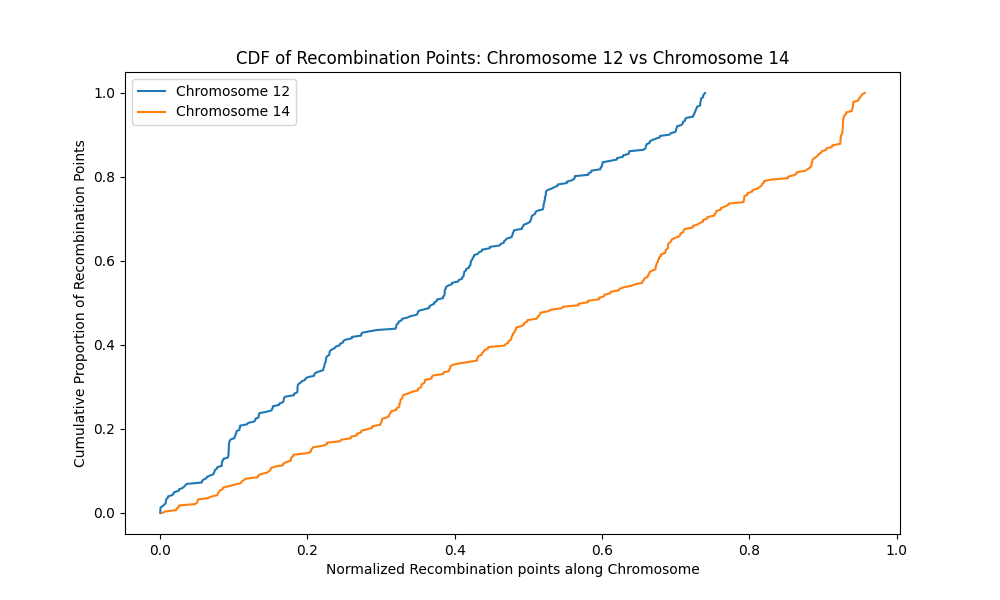 CDF of Recombination Points: Chromosome 12 vs Chromosome 14
Chromosome 12
Chromosome 14
Cumulative Proportion of Recombination Points
1.0
0.8
0.6
0.4
0.2
0.0
0.0 0.2 0.4 0.6 0.8 1.0
Normalized Recombination points along Chromosome